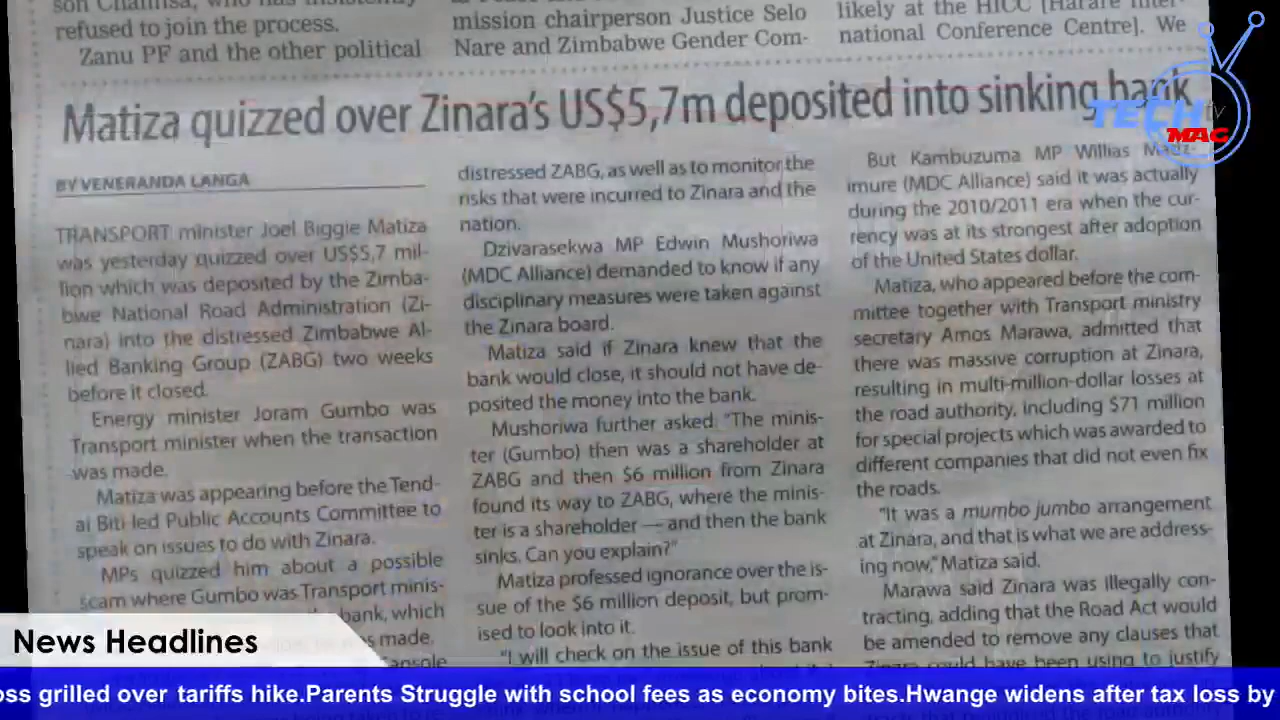 son Chamisa, who has insistently
refused to join the process.
Zanu PF and the other political
mission chairperson Justice Selo
Nare and Zimbabwe Gender Com-
likely at the HICC [Harare Inter-
national Conference Centre]. We
Matiza quizzed over Zinara's US$5,7m deposited into sinking bank
BY VENERANDA LANGA
TRANSPORT minister Joel Biggie Matiza
was yesterday quizzed over US$5,7 mil-
lion which was deposited by the Zimba-
bwe National Road Administration (Zi-
nara) into the distressed Zimbabwe Al-
lied Banking Group (ZABG) two weeks
before it closed.
Energy minister Joram Gumbo was
Transport minister when the transaction
was made.
Matiza was appearing before the Tend-
ai Biti-led Public Accounts Committee to
speak on issues to do with Zinara.
MPs quizzed him about a possible
scam where Gumbo was Transport minis-
bank, which
made.
distressed ZABG, as well as to monitor the
risks that were incurred to Zinara and the
nation.
Dzivarasekwa MP Edwin Mushoriwa
(MDC Alliance) demanded to know if any
disciplinary measures were taken against
the Zinara board.
Matiza said if Zinara knew that the
bank would close, it should not have de-
posited the money into the bank.
Mushoriwa further asked: "The minis-
ter (Gumbo) then was a shareholder at
ZABG and then $6 million from Zinara
found its way to ZABG, where the minis-
ter is a shareholder — and then the bank
sinks. Can you explain?"
Matiza professed ignorance over the is-
sue of the $6 million deposit, but prom-
ised to look into it.
"I will check on the issue of this bank
But Kambuzuma MP Willias Madz-
imure (MDC Alliance) said it was actually
during the 2010/2011 era when the cur-
rency was at its strongest after adoption
of the United States dollar.
Matiza, who appeared before the com-
mittee together with Transport ministry
secretary Amos Marawa, admitted that
there was massive corruption at Zinara,
resulting in multi-million-dollar losses at
the road authority, including $71 million
for special projects which was awarded to
different companies that did not even fix
the roads.
"It was a mumbo jumbo arrangement
at Zinara, and that is what we are address-
ing now," Matiza said.
Marawa said Zinara was illegally con-
tracting, adding that the Road Act would
be amended to remove any clauses that
Zinara could have been using to justify
TECH tv
MAG
News Headlines
oss grilled over tariffs hike.Parents Struggle with school fees as economy bites.Hwange widens after tax loss by